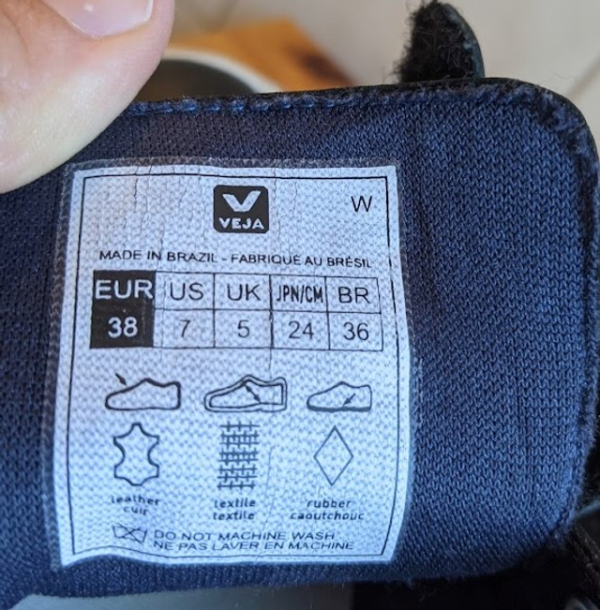 VEJA
W
MADE IN BRAZIL - FABRIQUÉ AU BRÉSIL
EUR US UK JPN/CM BR
38 7 5 24 36
leather textile rubber
cuir textile caoutchouc
DO NOT MACHINE WASH
NE PAS LAVER EN MACHINE